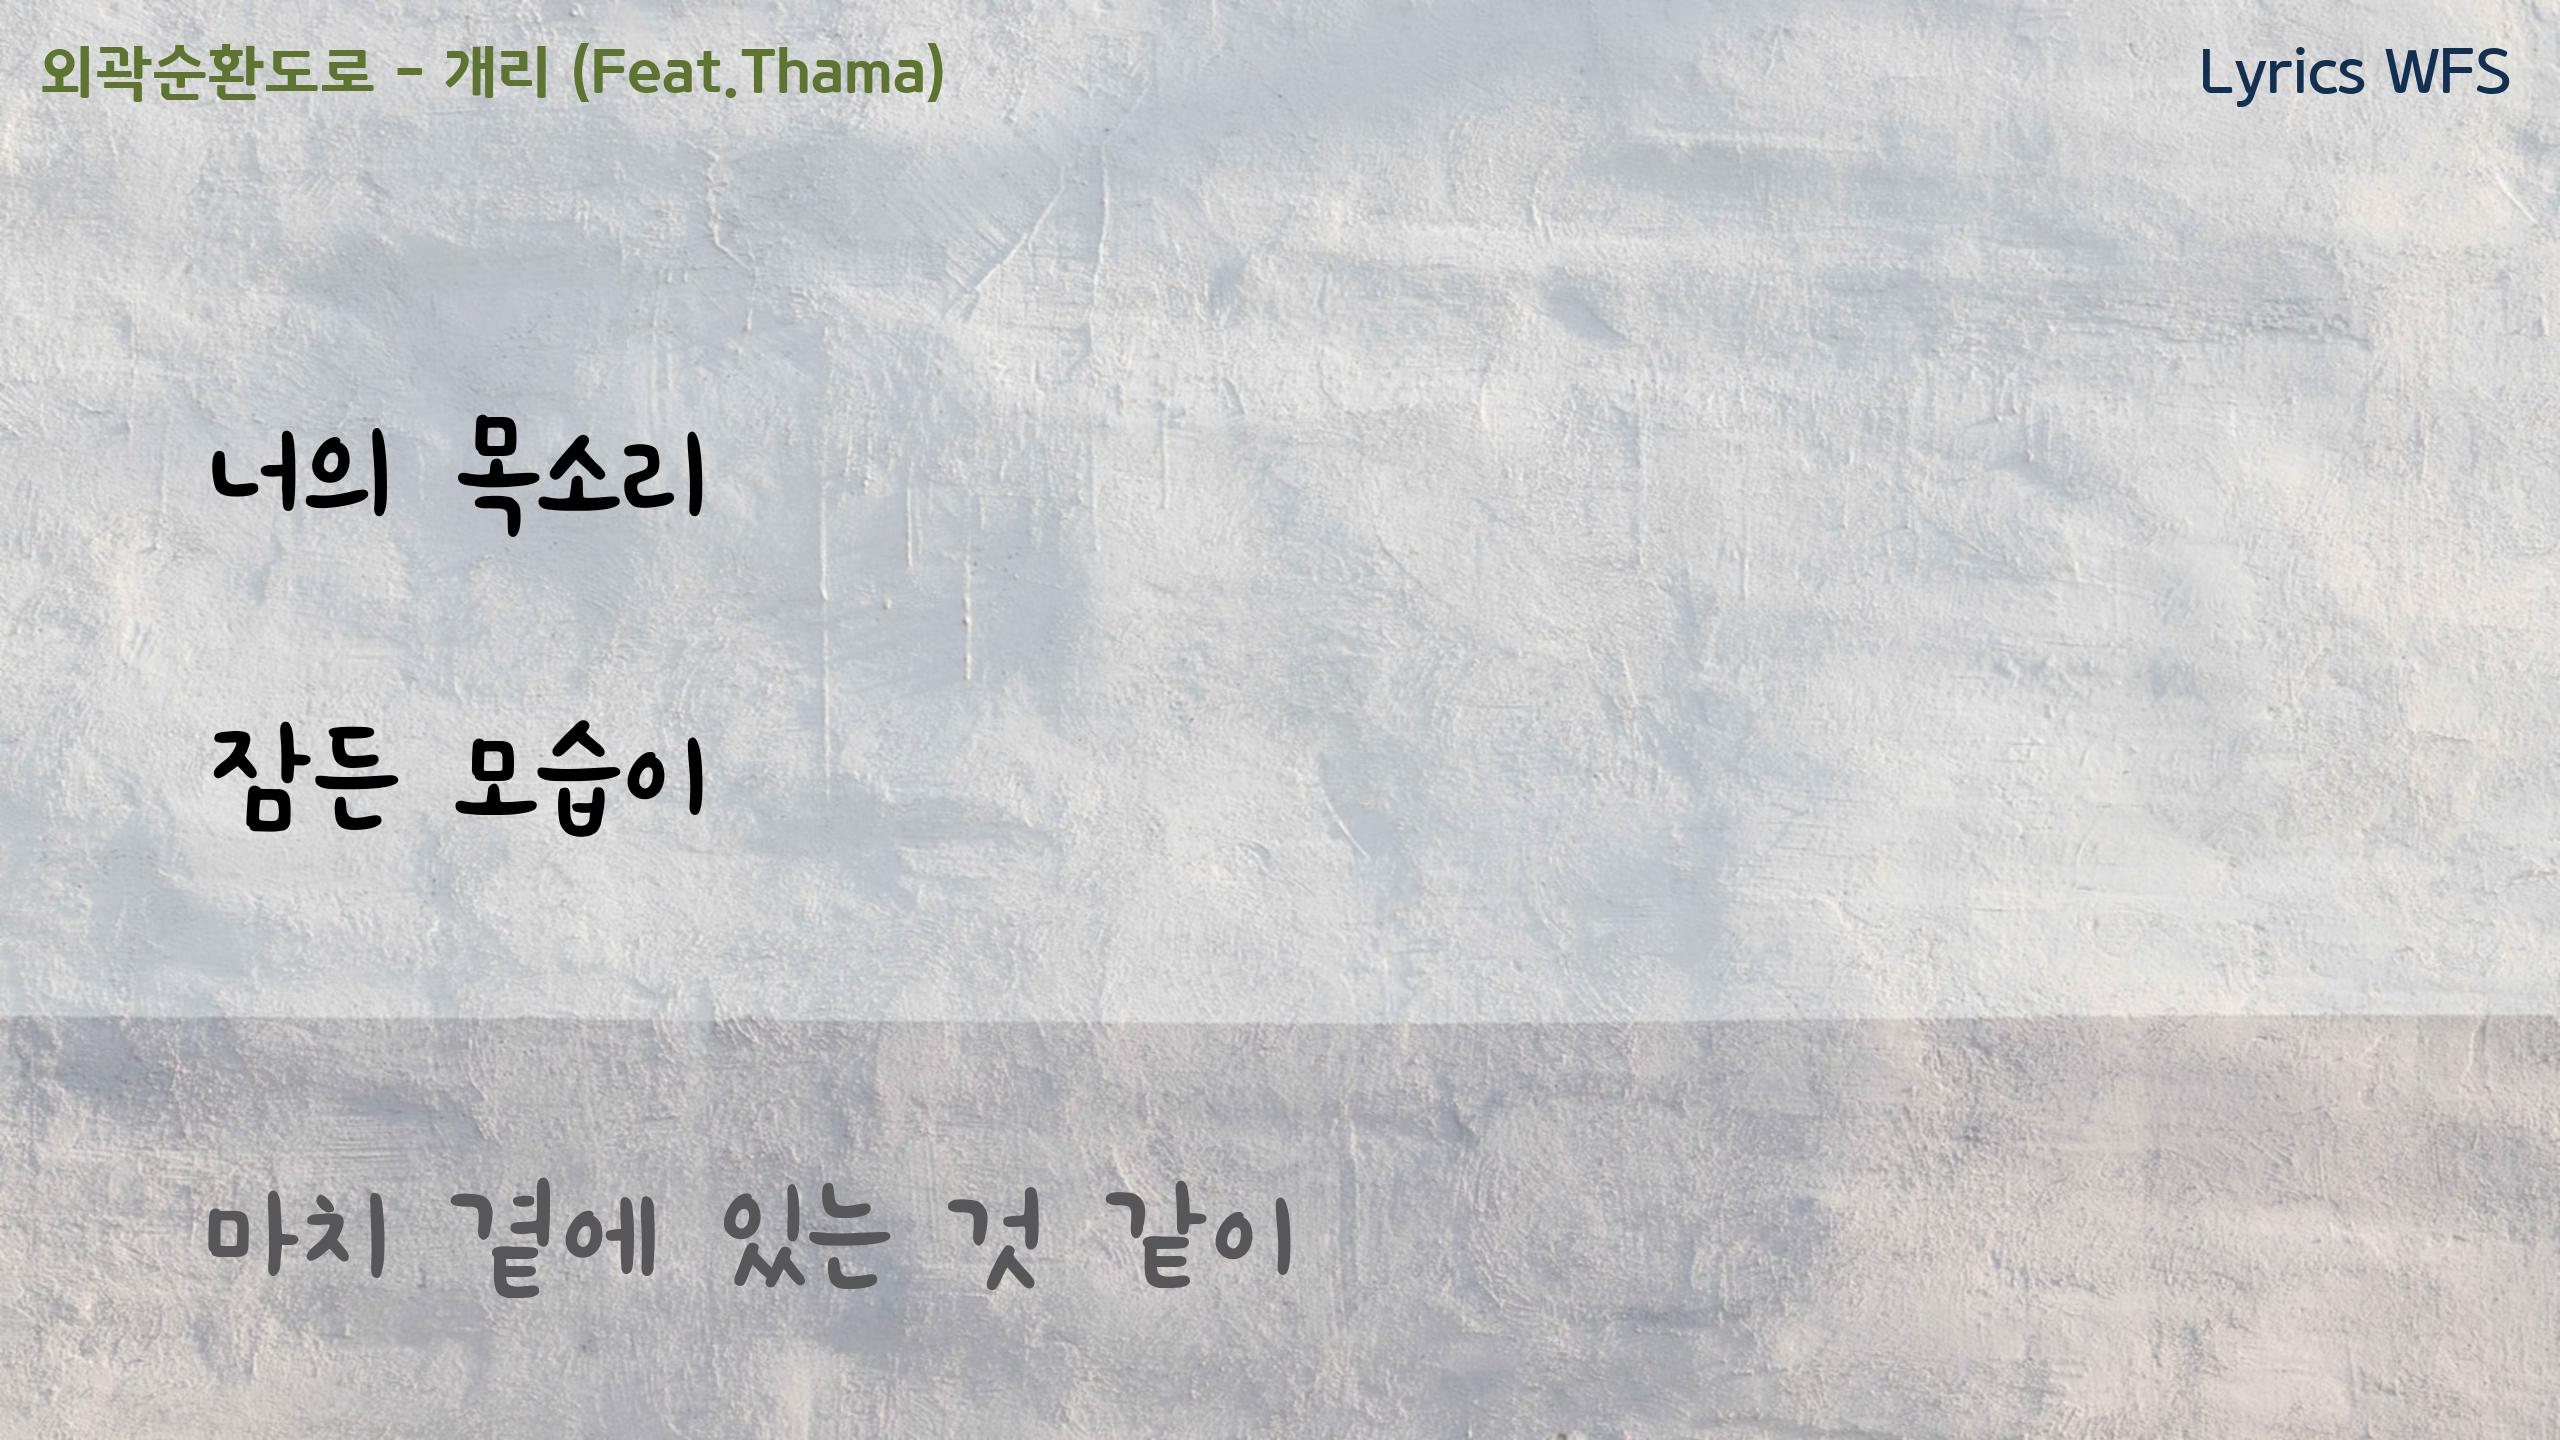 외곽순환도로 - 개리 (Feat.Thama)
Lyrics WFS
너의 목소리
잠든 모습이
마치 곁에 있는 것 같이